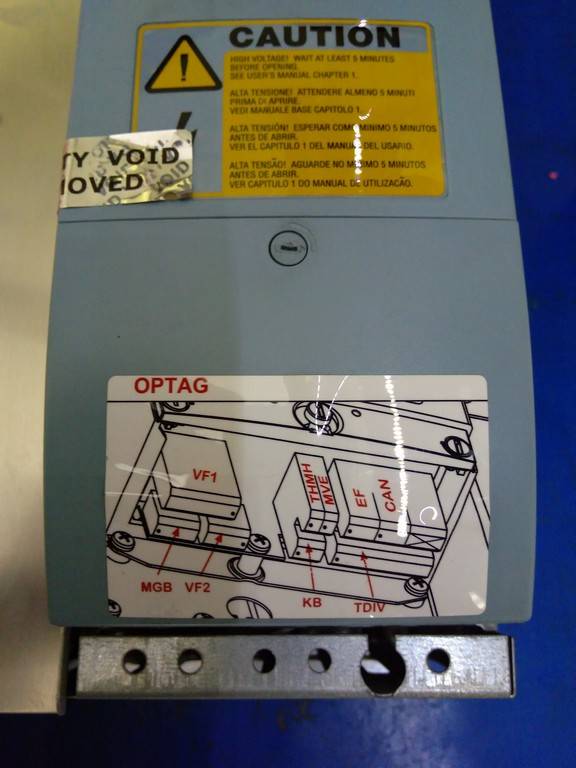 CAUTION
HIGH VOLTAGE! WAIT AT LEAST 5 MINUTES
BEFORE OPENING.
SEE USER'S MANUAL CHAPTER 1.
ALTA TENSIONE! ATTENDERE ALMENO 5 MINUTI
PRIMA DI APRIRE.
VEDI MANUALE BASE CAPITOLO 1.
ALTA TENSIÓN! ESPERAR COMO MINIMO 5 MINUTOS
ANTES DE ABRIR.
VER EL CAPITULO 1 DEL MANUAL DEL USARIO.
ALTA TENSÃO! AGUARDE NO MÍNIMO 5 MINUTOS
ANTES DE ABRIR.
VER CAPITULO 1 DO MANUAL DE UTILIZACÃO.
TY VOID
MOVED
VOID
OPTAG
VF1
THMH
MVE
EF
CAN
MGB
VF2
KB
TDIV